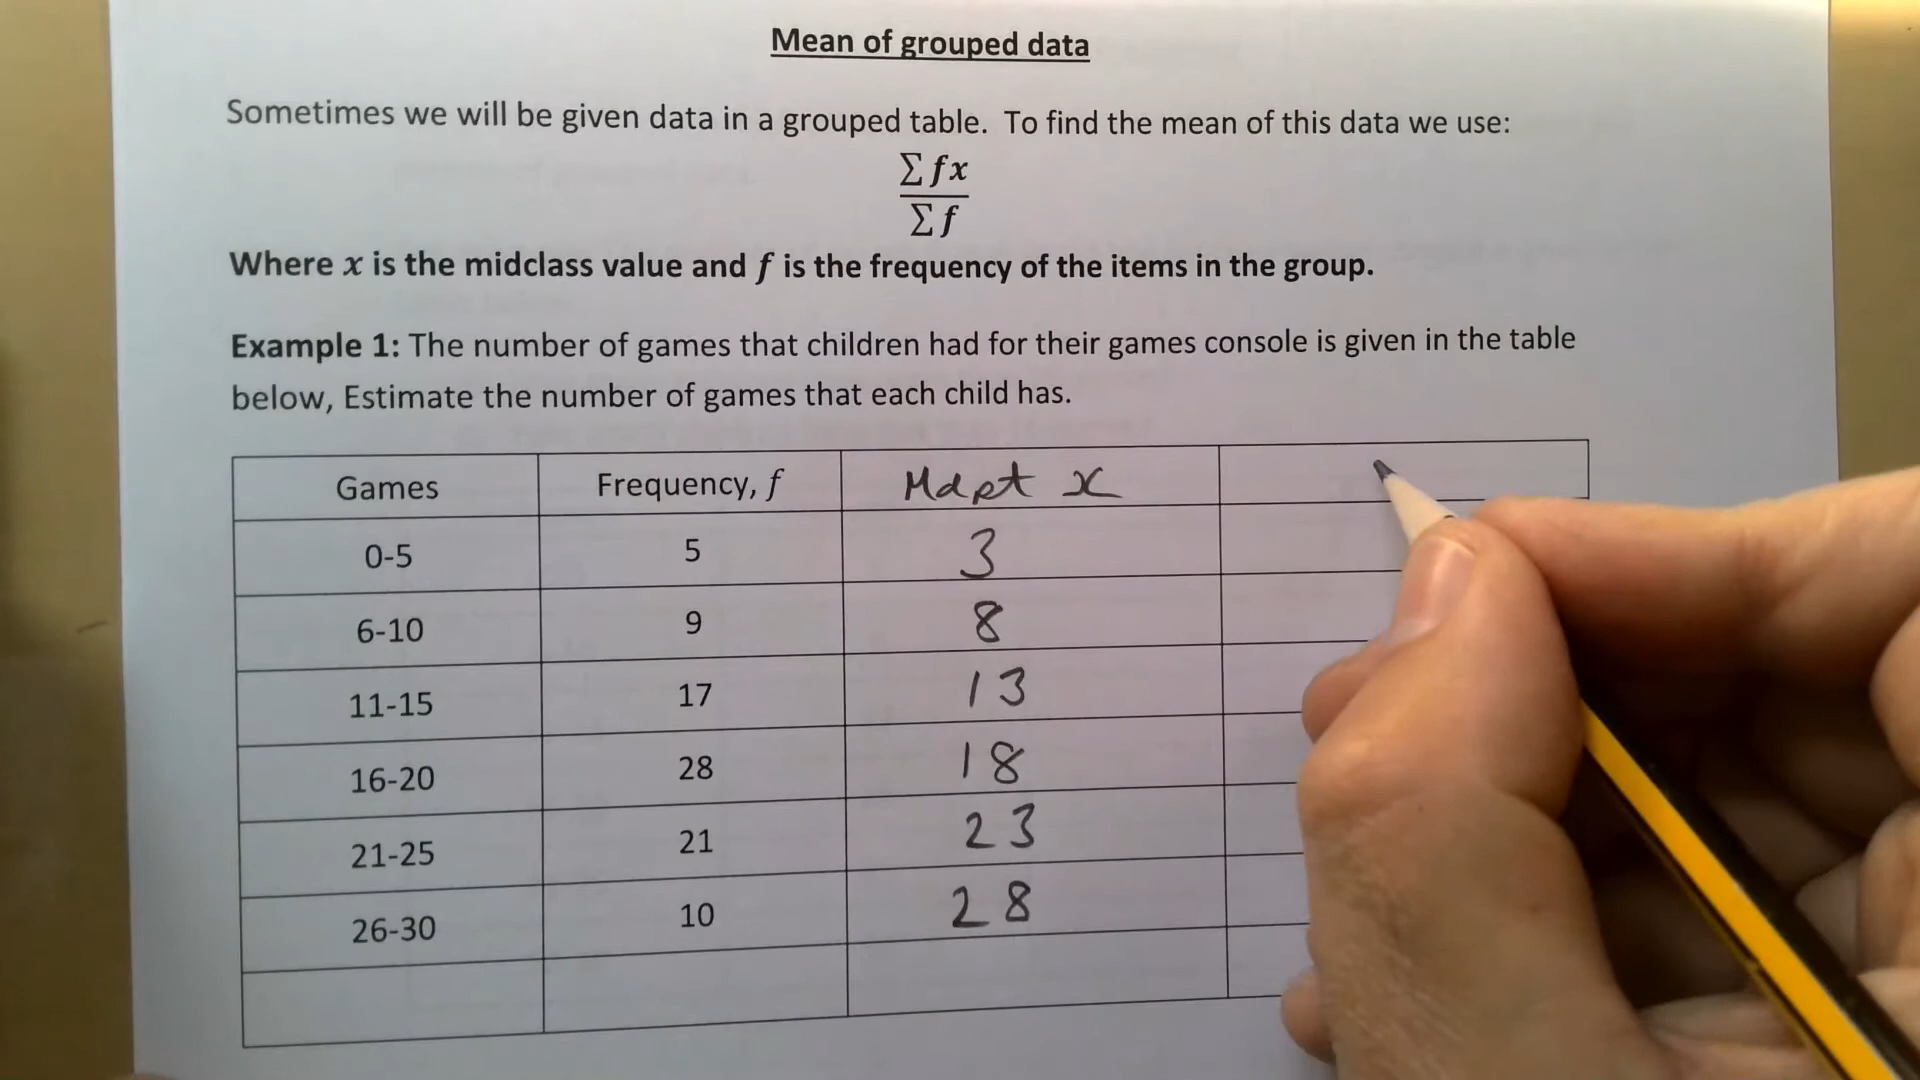 Mean of grouped data
Sometimes we will be given data in a grouped table. To find the mean of this data we use:
∑fx
∑f
Where x is the midclass value and f is the frequency of the items in the group.
Example 1: The number of games that children had for their games console is given in the table
below, Estimate the number of games that each child has.
Games Frequency, f Mdpt x
0-5 5 3
6-10 9 8
11-15 17 13
16-20 28 18
21-25 21 23
26-30 10 28